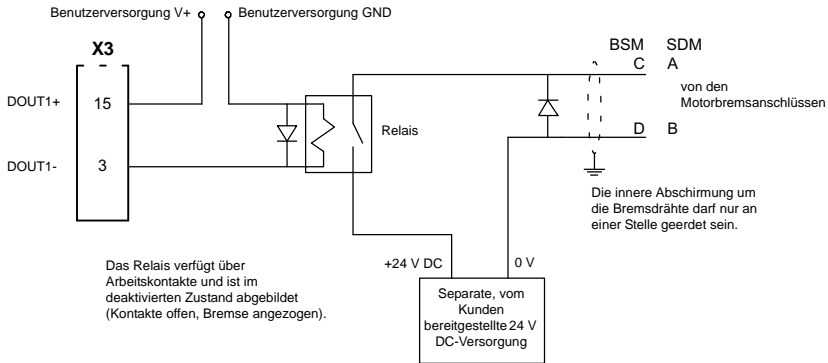 Benutzerversorgung V+
Benutzerversorgung GND
X3
BSM SDM
C A
DOUT1+
15
von den
Motorbremsanschlüssen
Relais
D B
DOUT1-
3
Die innere Abschirmung um
die Bremsdrähte darf nur an
einer Stelle geerdet sein.
+24 V DC
0 V
Das Relais verfügt über
Arbeitskontakte und ist im
deaktivierten Zustand abgebildet
(Kontakte offen, Bremse angezogen).
Separate, vom
Kunden
bereitgestellte 24 V
DC-Versorgung